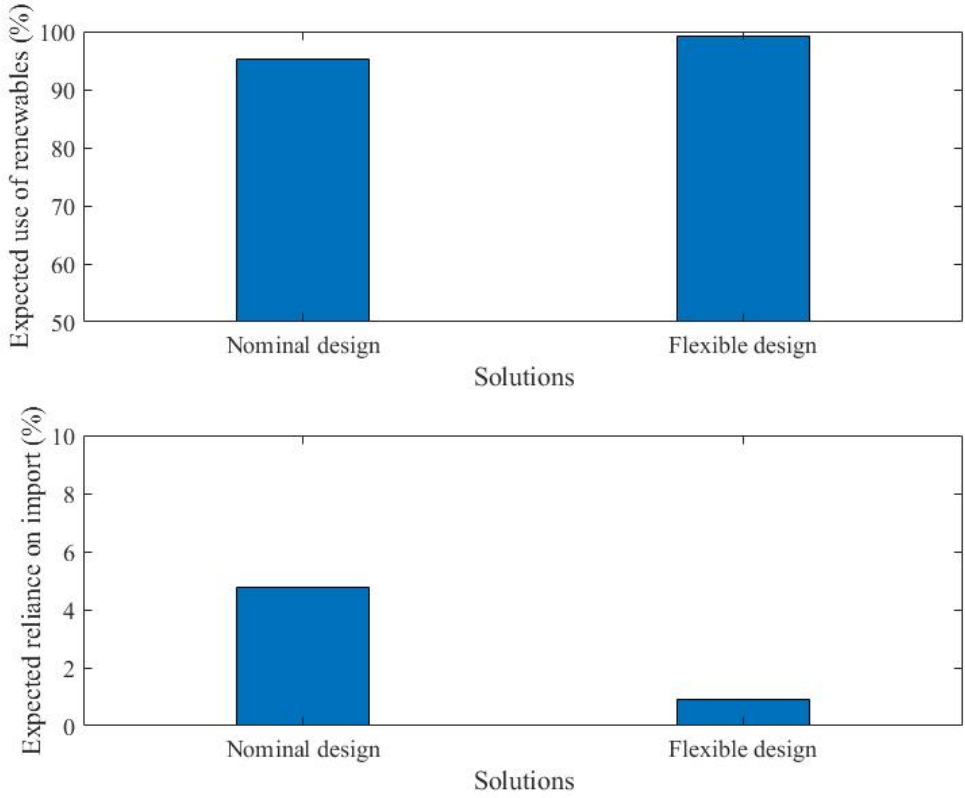 Expected use of renewables (%)
100
90
80
70
60
50
Nominal design Flexible design
Solutions
Expected reliance on import (%)
10
8
6
4
2
0
Nominal design Flexible design
Solutions